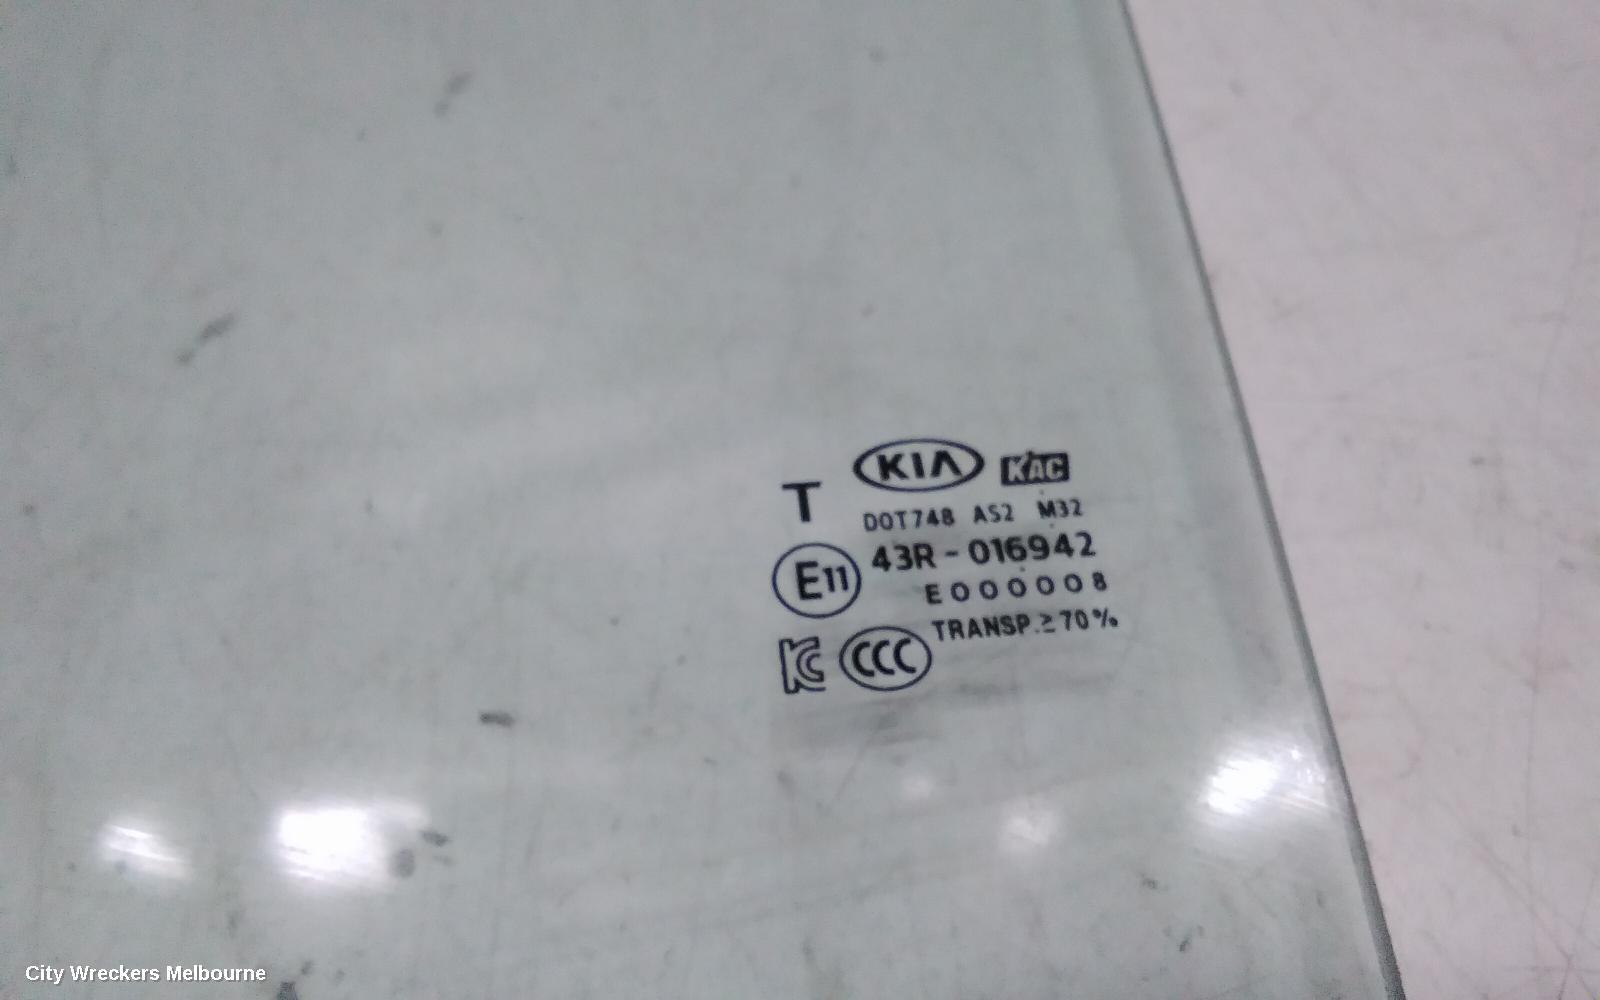 KIA KAC
T
DOT748 AS2 M32
E11 43R - 016942
E000008
TRANSP. ≥ 70%
KC CCC
City Wreckers Melbourne